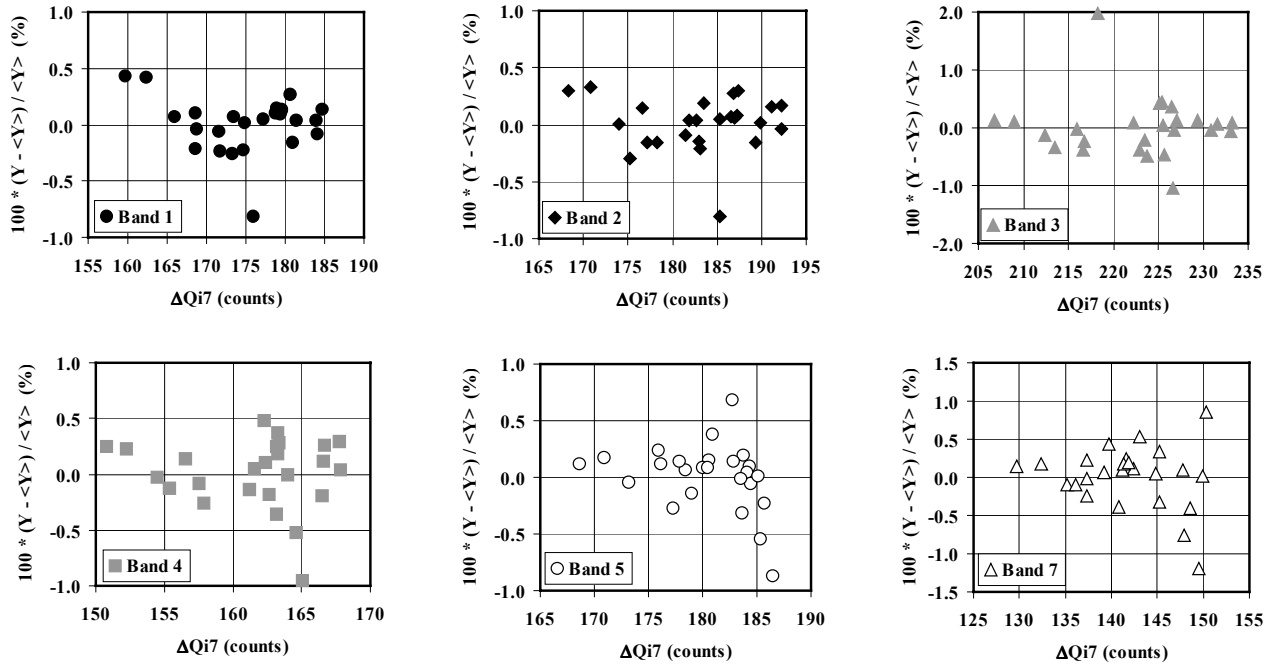 100 * (Y - <Y>) / <Y> (%)
1.0
0.5
0.0
-0.5
-1.0
Band 1
155 160 165 170 175 180 185 190
ΔQi7 (counts)
100 * (Y - <Y>) / <Y> (%)
1.0
0.5
0.0
-0.5
-1.0
Band 2
165 170 175 180 185 190 195
ΔQi7 (counts)
100 * (Y - <Y>) / <Y> (%)
2.0
1.0
0.0
-1.0
-2.0
Band 3
205 210 215 220 225 230 235
ΔQi7 (counts)
100 * (Y - <Y>) / <Y> (%)
1.0
0.5
0.0
-0.5
-1.0
Band 4
150 155 160 165 170
ΔQi7 (counts)
100 * (Y - <Y>) / <Y> (%)
1.0
0.5
0.0
-0.5
-1.0
Band 5
165 170 175 180 185 190
ΔQi7 (counts)
100 * (Y - <Y>) / <Y> (%)
1.5
1.0
0.5
0.0
-0.5
-1.0
-1.5
Band 7
125 130 135 140 145 150 155
ΔQi7 (counts)